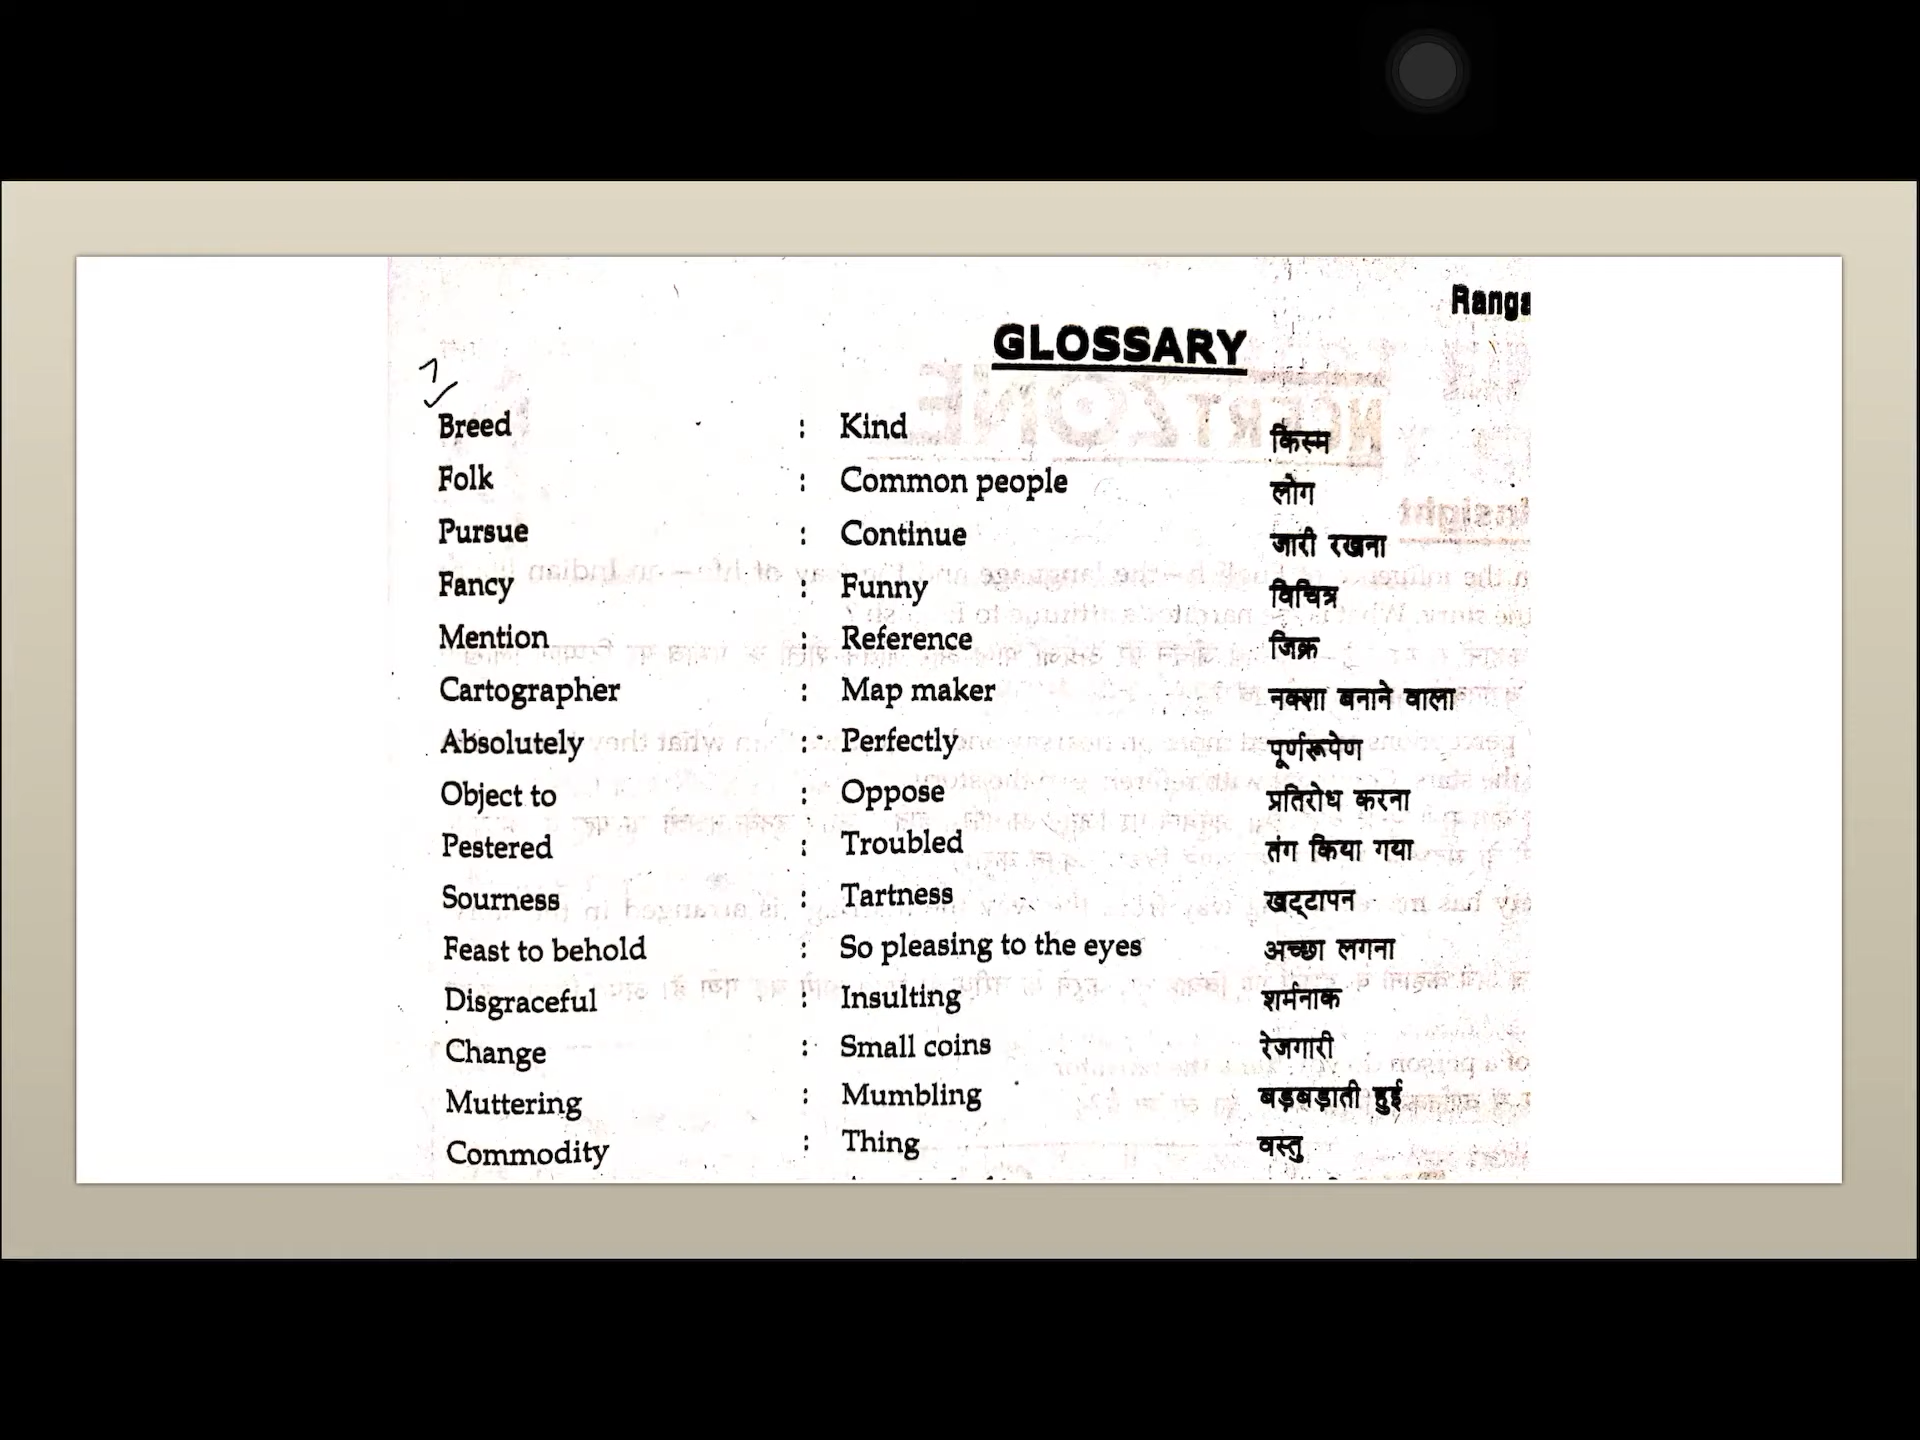 Ranga
GLOSSARY
Breed : Kind किस्म
Folk : Common people लोग
Pursue : Continue जारी रखना
Fancy : Funny विचित्र
Mention : Reference जिक्र
Cartographer : Map maker नक्शा बनाने वाला
Absolutely : Perfectly पूर्णरूपेण
Object to : Oppose प्रतिरोध करना
Pestered : Troubled तंग किया गया
Sourness : Tartness खट्टापन
Feast to behold : So pleasing to the eyes अच्छा लगना
Disgraceful : Insulting शर्मनाक
Change : Small coins रेजगारी
Muttering : Mumbling बड़बड़ाती हुई
Commodity : Thing वस्तु